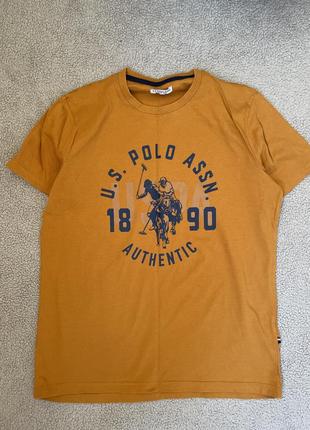 U.S. POLO ASSN.
18 90
AUTHENTIC